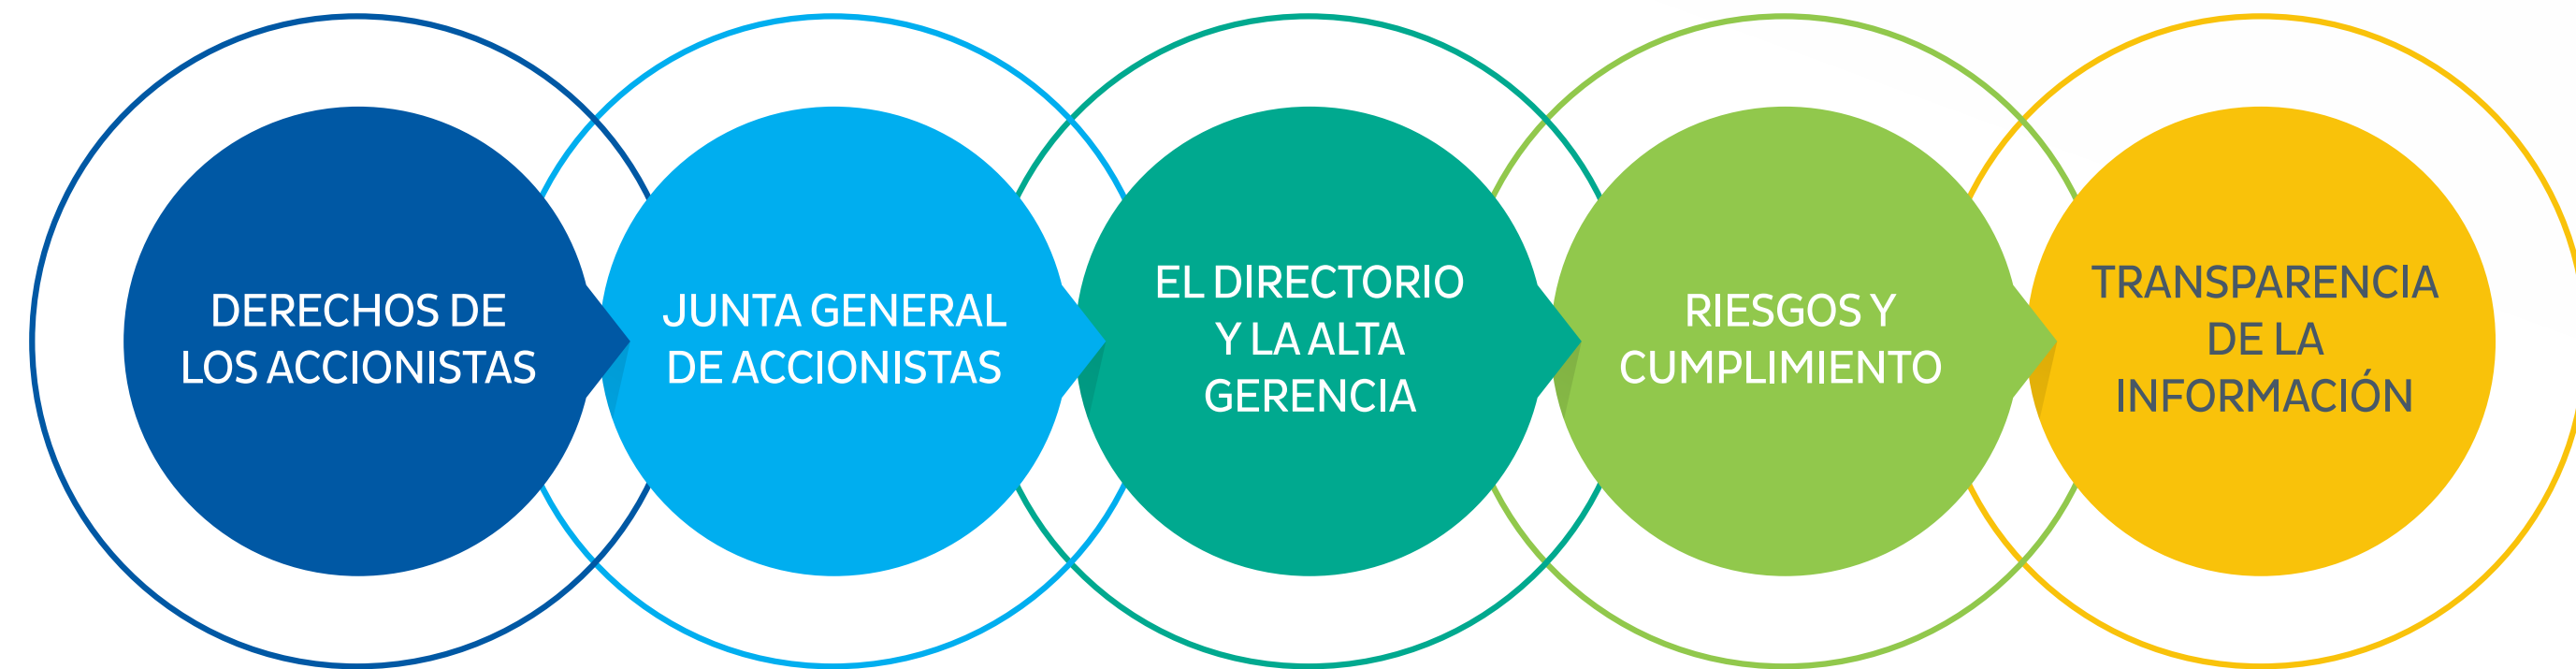 DERECHOS DE
LOS ACCIONISTAS
JUNTA GENERAL
DE ACCIONISTAS
EL DIRECTORIO
Y LA ALTA
GERENCIA
RIESGOS Y
CUMPLIMIENTO
TRANSPARENCIA
DE LA
INFORMACIÓN